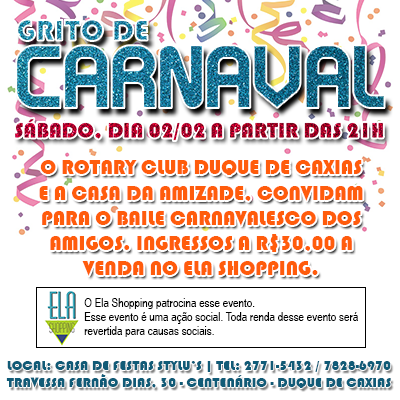 GRITO DE
CARNAVAL
SÁBADO, DIA 02/02 A PARTIR DAS 21H
O ROTARY CLUB DUQUE DE CAXIAS
E A CASA DA AMIZADE, CONVIDAM
PARA O BAILE CARNAVALESCO DOS
AMIGOS. INGRESSOS A R$30,00 A
VENDA NO ELA SHOPPING.
ELA
SHOPPING
O Ela Shopping patrocina esse evento.
Esse evento é uma ação social. Toda renda desse evento será
revertida para causas sociais.
LOCAL: CASA DE FESTAS STYLU`S | TEL: 2771-5432 / 7828-6970
TRAVESSA FERNÃO DIAS, 30 - CENTENÁRIO - DUQUE DE CAXIAS